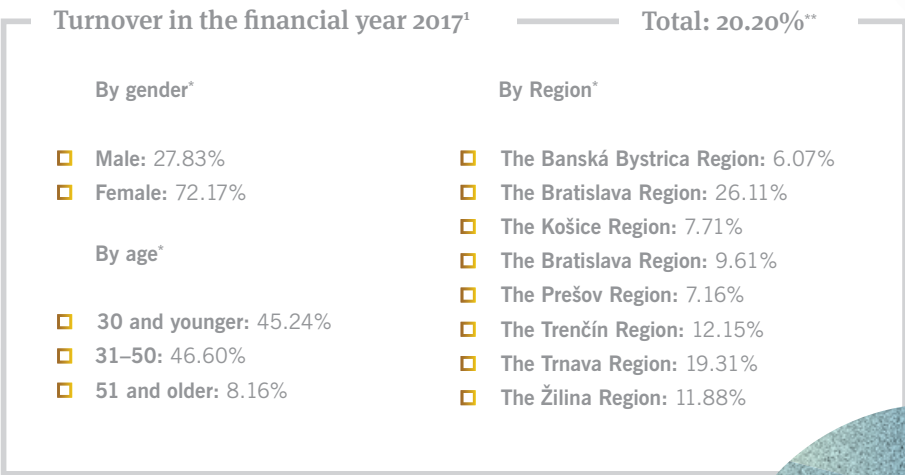 Turnover in the financial year 2017¹
Total: 20.20%**
By gender*
Male: 27.83%
Female: 72.17%
By age*
30 and younger: 45.24%
31–50: 46.60%
51 and older: 8.16%
By Region*
The Banská Bystrica Region: 6.07%
The Bratislava Region: 26.11%
The Košice Region: 7.71%
The Bratislava Region: 9.61%
The Prešov Region: 7.16%
The Trenčín Region: 12.15%
The Trnava Region: 19.31%
The Žilina Region: 11.88%